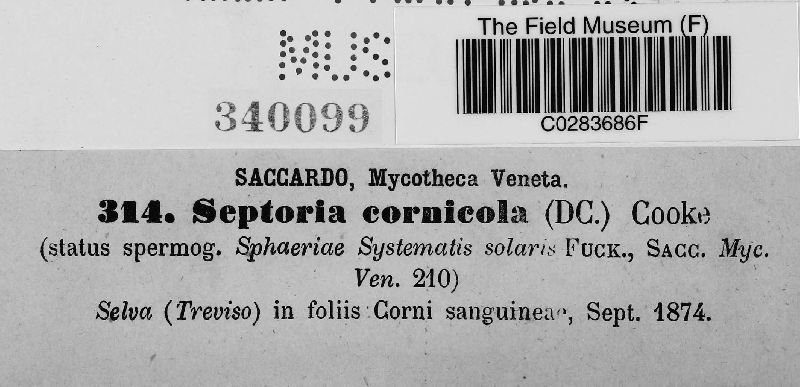 The Field Museum (F)
MUS
340099
C0283686F
SACCARDO, Mycotheca Veneta.
314. Septoria cornicola (DC.) Cooke
(status spermog. Sphaeriae Systematis solaris FUCK., SACC. Myc.
Ven. 210)
Selva (Treviso) in foliis Corni sanguineae, Sept. 1874.